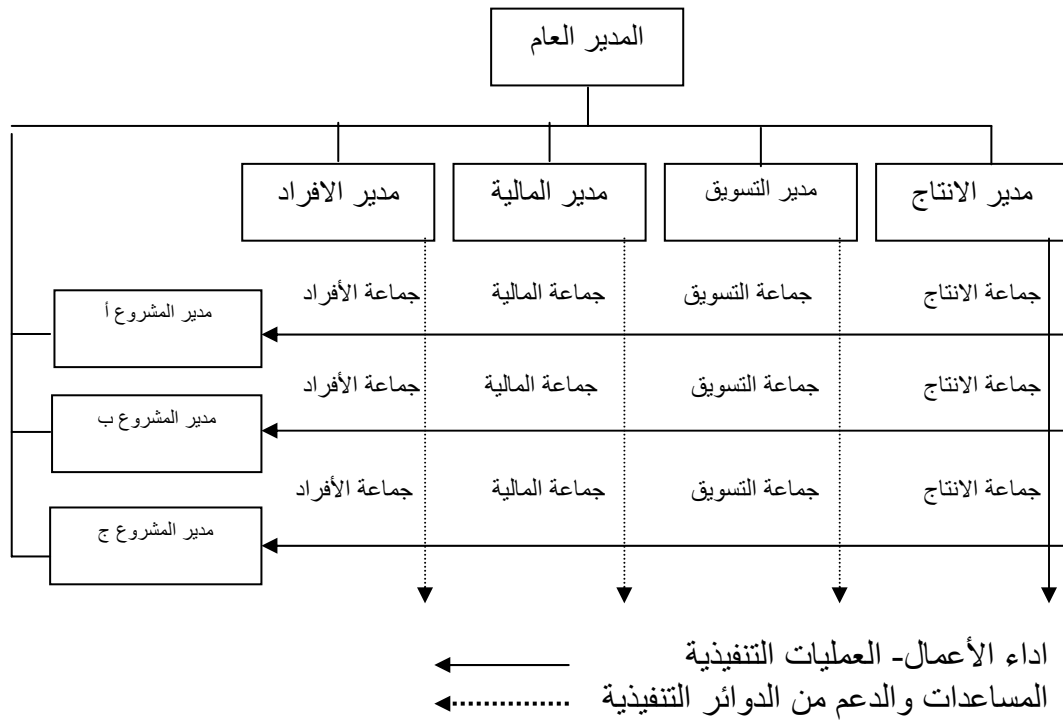 المدير العام
مدير الانتاج
مدير التسويق
مدير المالية
مدير الافراد
جماعة الانتاج
جماعة التسويق
جماعة المالية
جماعة الأفراد
مدير المشروع أ
جماعة الانتاج
جماعة التسويق
جماعة المالية
جماعة الأفراد
مدير المشروع ب
جماعة الانتاج
جماعة التسويق
جماعة المالية
جماعة الأفراد
مدير المشروع ج
اداء الأعمال- العمليات التنفيذية
المساعدات والدعم من الدوائر التنفيذية